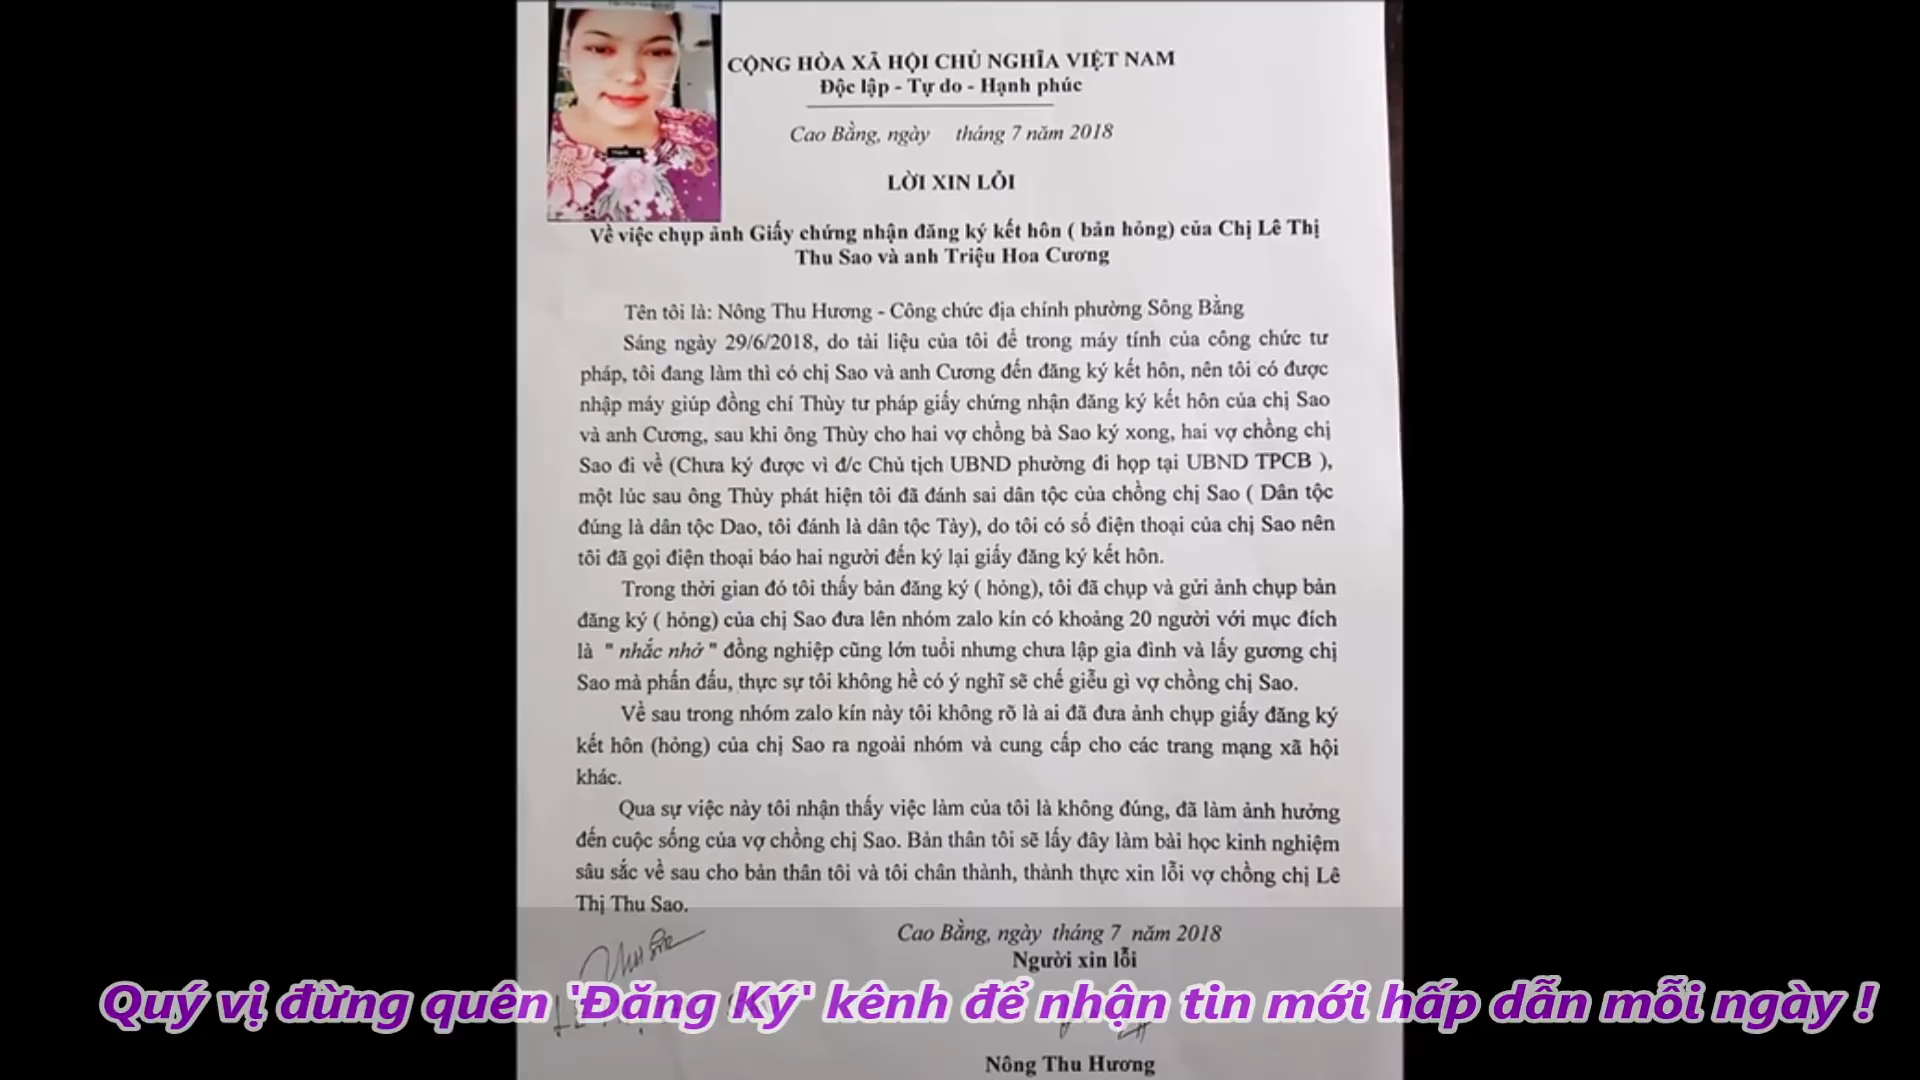 CỘNG HÒA XÃ HỘI CHỦ NGHĨA VIỆT NAM
Độc lập - Tự do - Hạnh phúc
Cao Bằng, ngày tháng 7 năm 2018
LỜI XIN LỖI
Về việc chụp ảnh Giấy chứng nhận đăng ký kết hôn ( bản hỏng) của Chị Lê Thị
Thu Sao và anh Triệu Hoa Cương
Tên tôi là: Nông Thu Hương - Công chức địa chính phường Sông Bằng
Sáng ngày 29/6/2018, do tài liệu của tôi để trong máy tính của công chức tư
pháp, tôi đang làm thì có chị Sao và anh Cương đến đăng ký kết hôn, nên tôi có được
nhập máy giúp đồng chí Thùy tư pháp giấy chứng nhận đăng ký kết hôn của chị Sao
và anh Cương, sau khi ông Thùy cho hai vợ chồng bà Sao ký xong, hai vợ chồng chị
Sao đi về (Chưa ký được vì đ/c Chủ tịch UBND phường đi họp tại UBND TPCB ),
một lúc sau ông Thùy phát hiện tôi đã đánh sai dân tộc của chồng chị Sao ( Dân tộc
đúng là dân tộc Dao, tôi đánh là dân tộc Tày), do tôi có số điện thoại của chị Sao nên
tôi đã gọi điện thoại báo hai người đến ký lại giấy đăng ký kết hôn.
Trong thời gian đó tôi thấy bản đăng ký ( hỏng), tôi đã chụp và gửi ảnh chụp bản
đăng ký ( hỏng) của chị Sao đưa lên nhóm zalo kín có khoảng 20 người với mục đích
là " nhắc nhở " đồng nghiệp cũng lớn tuổi nhưng chưa lập gia đình và lấy gương chị
Sao mà phấn đấu, thực sự tôi không hề có ý nghĩ sẽ chế giễu gì vợ chồng chị Sao.
Về sau trong nhóm zalo kín này tôi không rõ là ai đã đưa ảnh chụp giấy đăng ký
kết hôn (hỏng) của chị Sao ra ngoài nhóm và cung cấp cho các trang mạng xã hội
khác.
Qua sự việc này tôi nhận thấy việc làm của tôi là không đúng, đã làm ảnh hưởng
đến cuộc sống của vợ chồng chị Sao. Bản thân tôi sẽ lấy đây làm bài học kinh nghiệm
sâu sắc về sau cho bản thân tôi và tôi chân thành, thành thực xin lỗi vợ chồng chị Lê
Thị Thu Sao.
Cao Bằng, ngày tháng 7 năm 2018
Người xin lỗi
Quý vị đừng quên 'Đăng Ký' kênh để nhận tin mới hấp dẫn mỗi ngày !
Nông Thu Hương